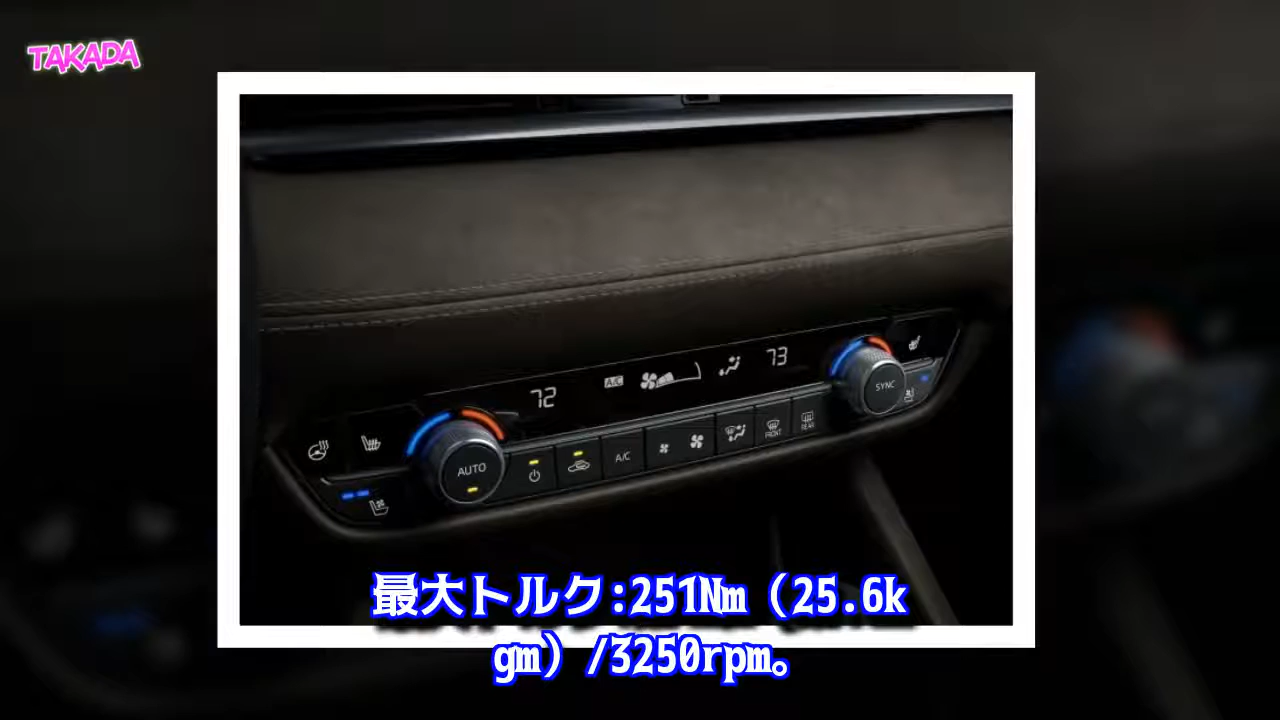 TAKADA
72
A/C
73
SYNC
AUTO
A/C
FRONT
REAR
最大トルク:251Nm（25.6k
gm）/3250rpm。